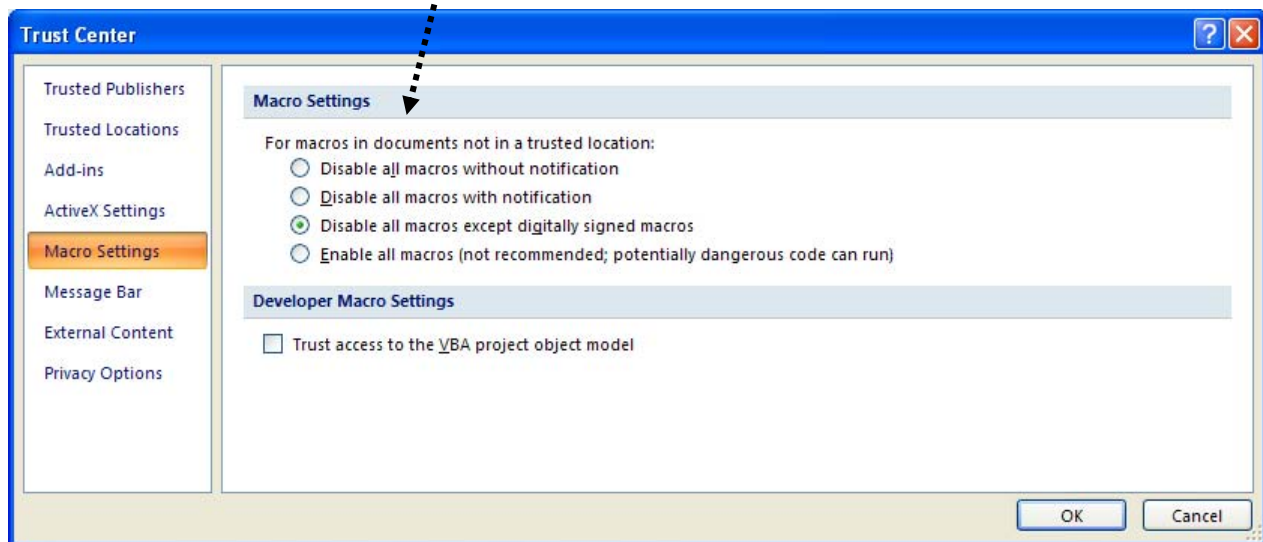 Trust Center
Trusted Publishers
Trusted Locations
Add-ins
ActiveX Settings
Macro Settings
Message Bar
External Content
Privacy Options
Macro Settings
For macros in documents not in a trusted location:
Disable all macros without notification
Disable all macros with notification
Disable all macros except digitally signed macros
Enable all macros (not recommended; potentially dangerous code can run)
Developer Macro Settings
Trust access to the VBA project object model
OK
Cancel